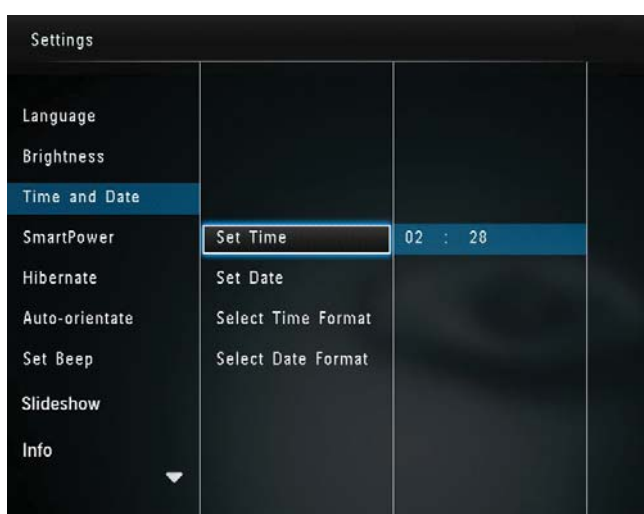 Settings
Language
Brightness
Time and Date
SmartPower
Hibernate
Auto-orientate
Set Beep
Slideshow
Info
Set Time
Set Date
Select Time Format
Select Date Format
02 : 28